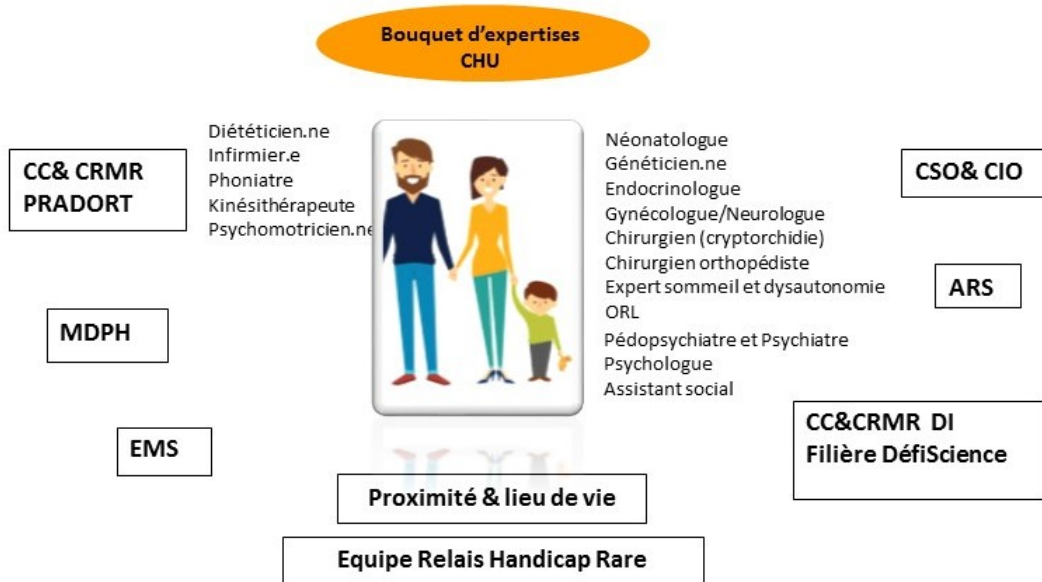 Bouquet d’expertises
CHU
CC& CRMR
PRADORT
Diététicien.ne
Infirmier.e
Phoniatre
Kinésithérapeute
Psychomotricien.ne
Néonatologue
Généticien.ne
Endocrinologue
Gynécologue/Neurologue
Chirurgien (cryptorchidie)
Chirurgien orthopédiste
Expert sommeil et dysautonomie
ORL
Pédopsychiatre et Psychiatre
Psychologue
Assistant social
CSO& CIO
ARS
MDPH
EMS
CC&CRMR DI
Filière DéfiScience
Proximité & lieu de vie
Equipe Relais Handicap Rare